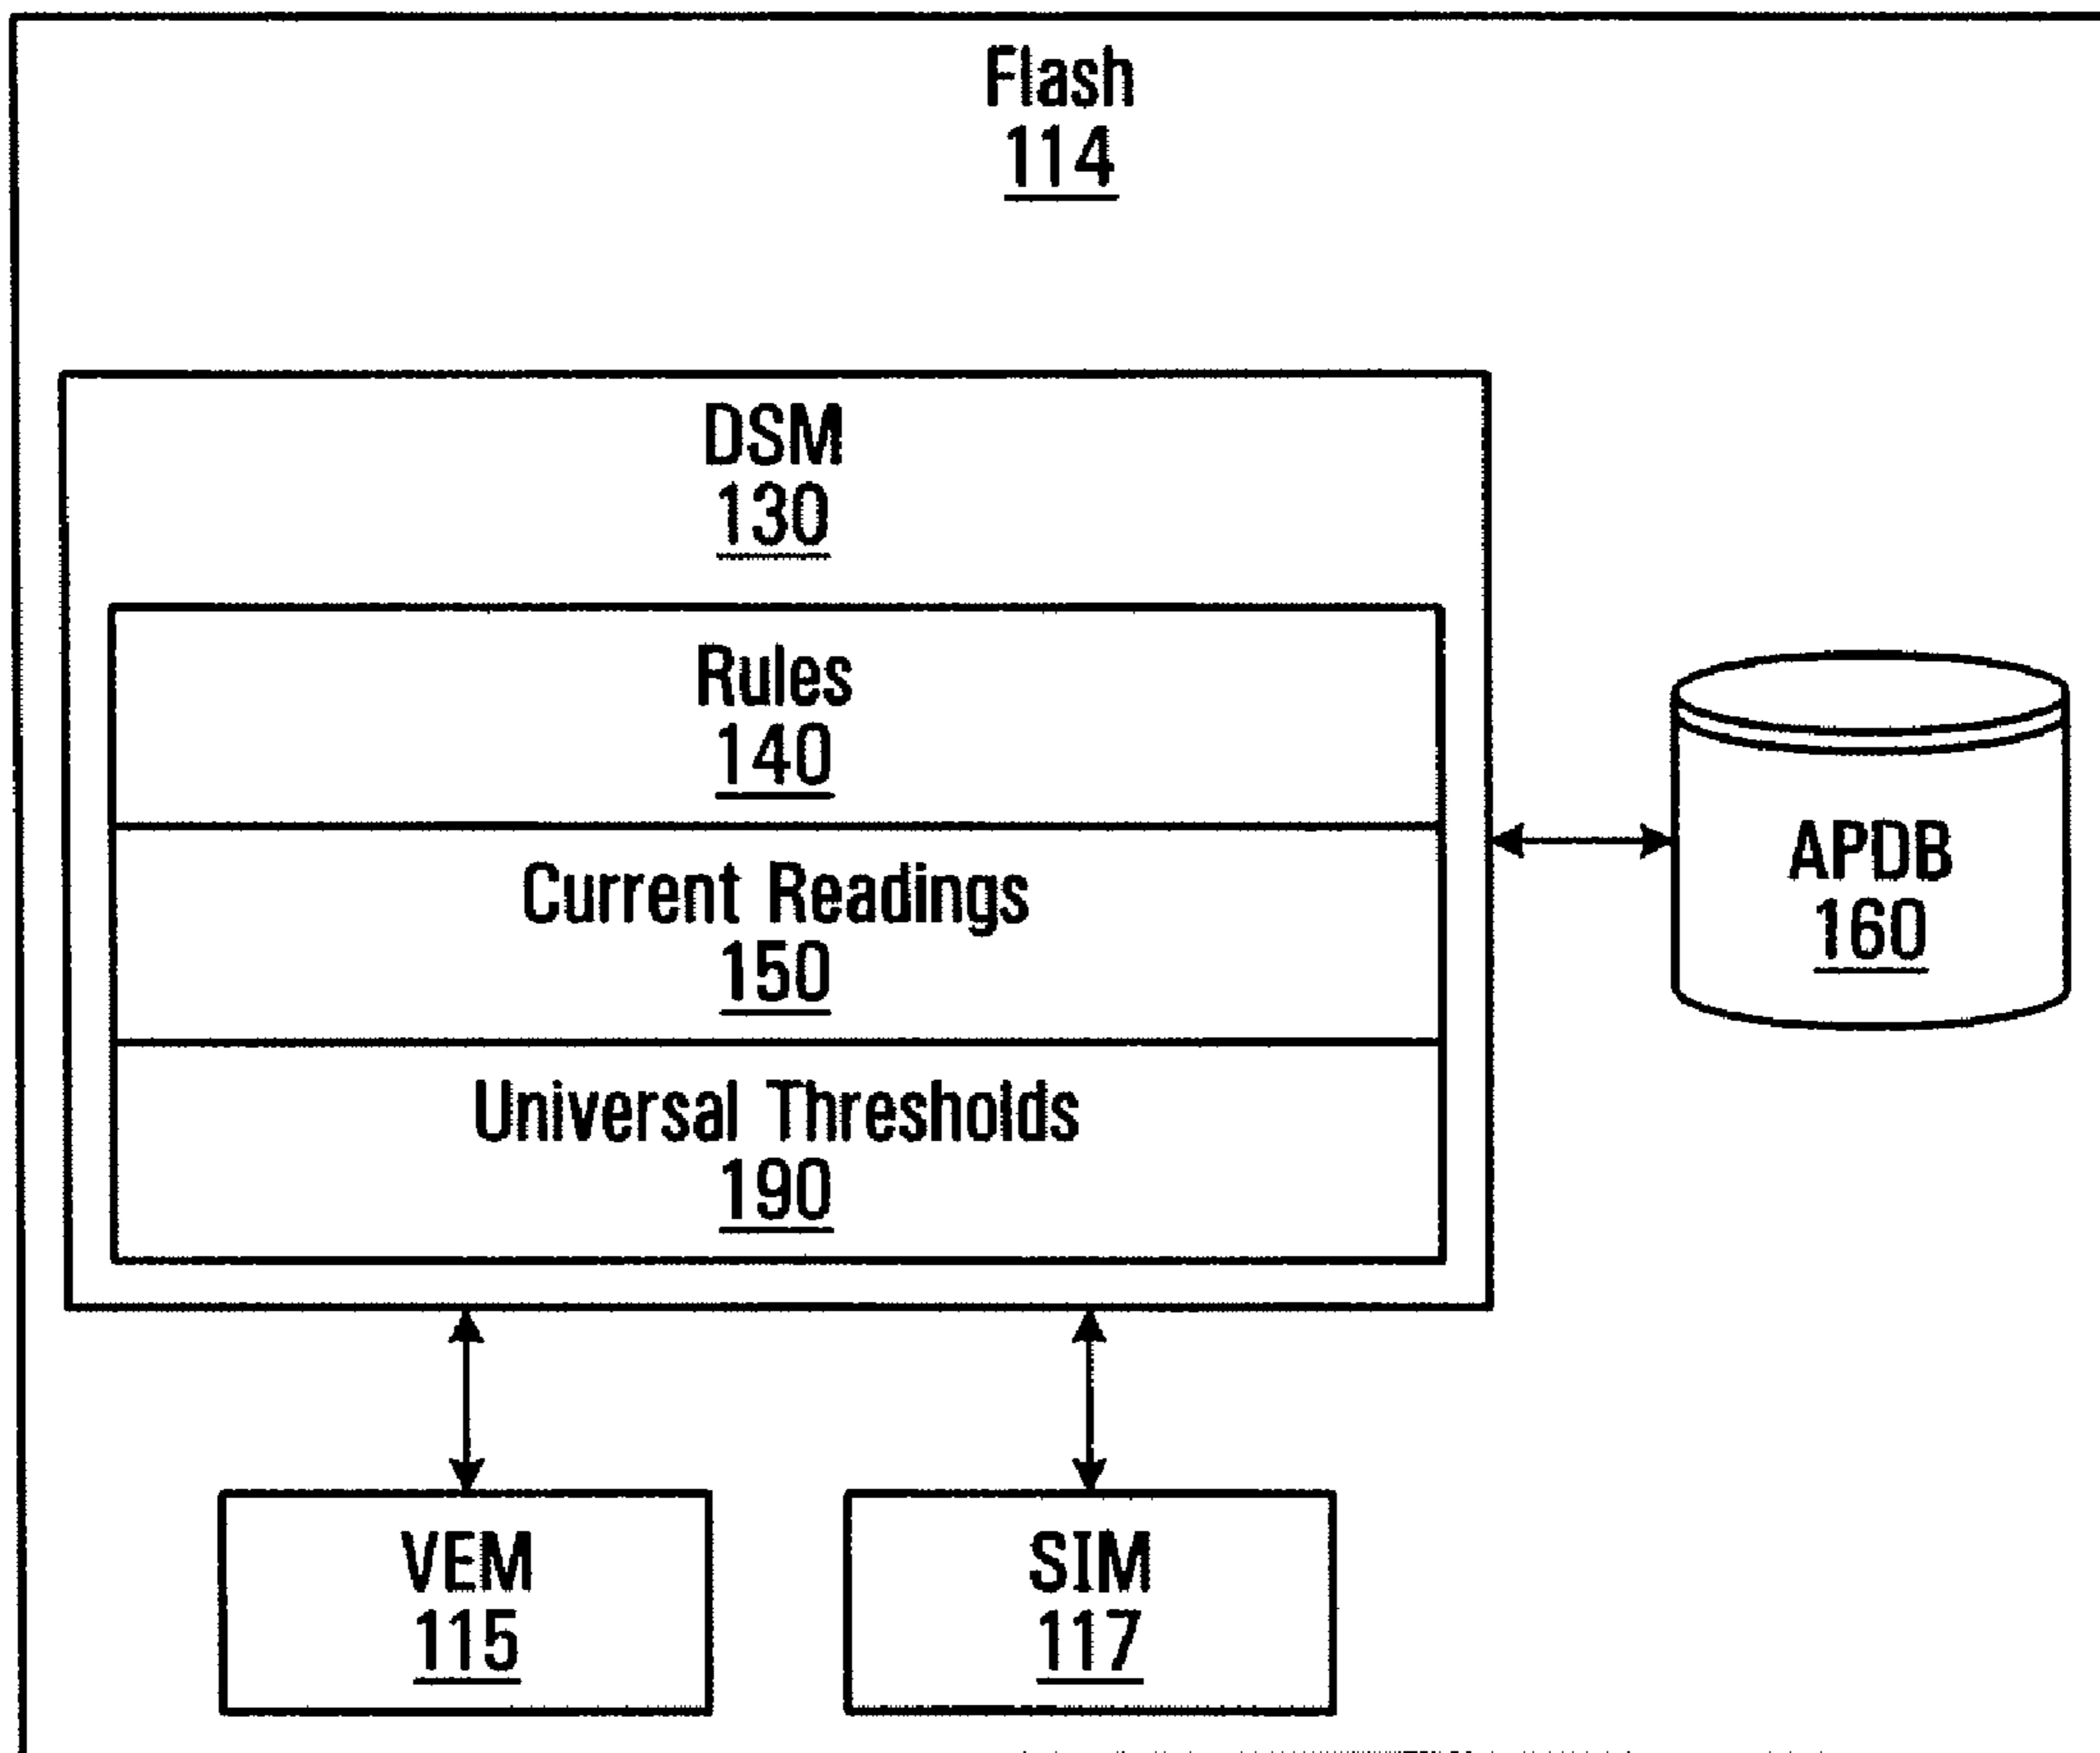 Flash
114
DSM
130
Rules
140
Current Readings
150
Universal Thresholds
190
APDB
160
VEM
115
SIM
117